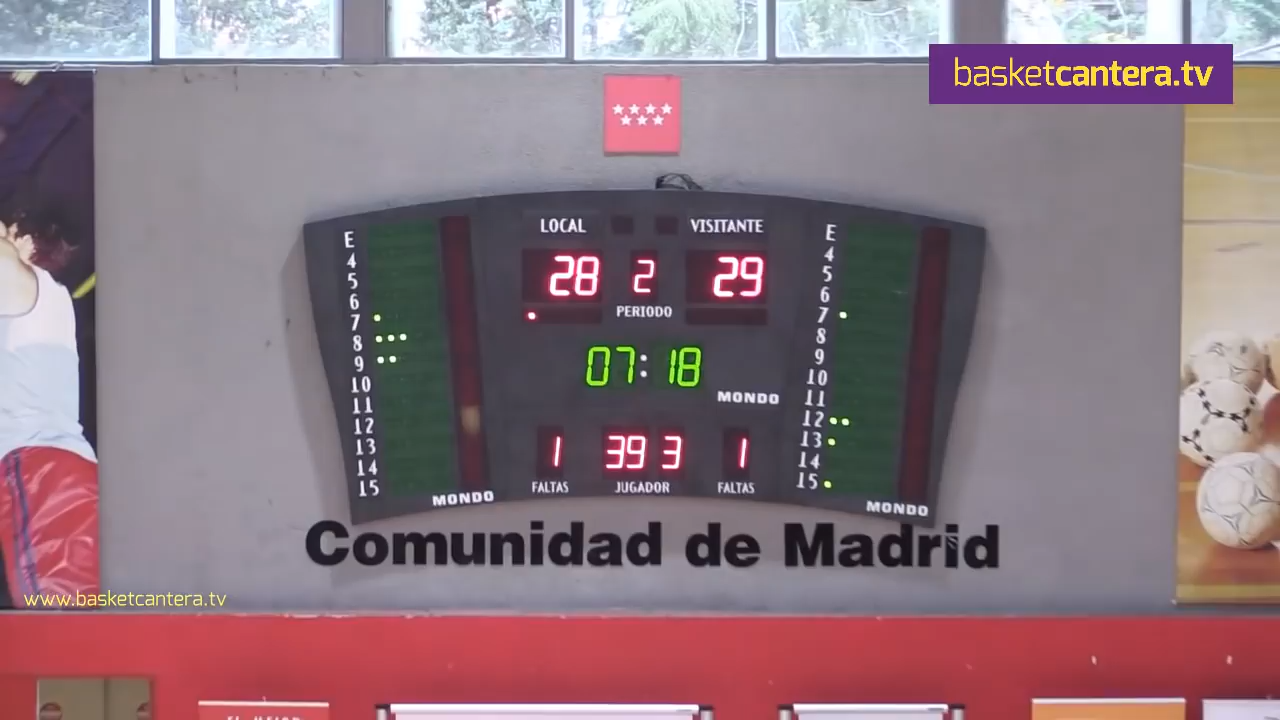 basketcantera.tv
LOCAL
VISITANTE
28
2
29
PERIODO
07:18
MONDO
1
39 3
1
FALTAS
JUGADOR
FALTAS
E
4
5
6
7
8
9
10
11
12
13
14
15
MONDO
E
4
5
6
7
8
9
10
11
12
13
14
15
MONDO
Comunidad de Madrid
www.basketcantera.tv